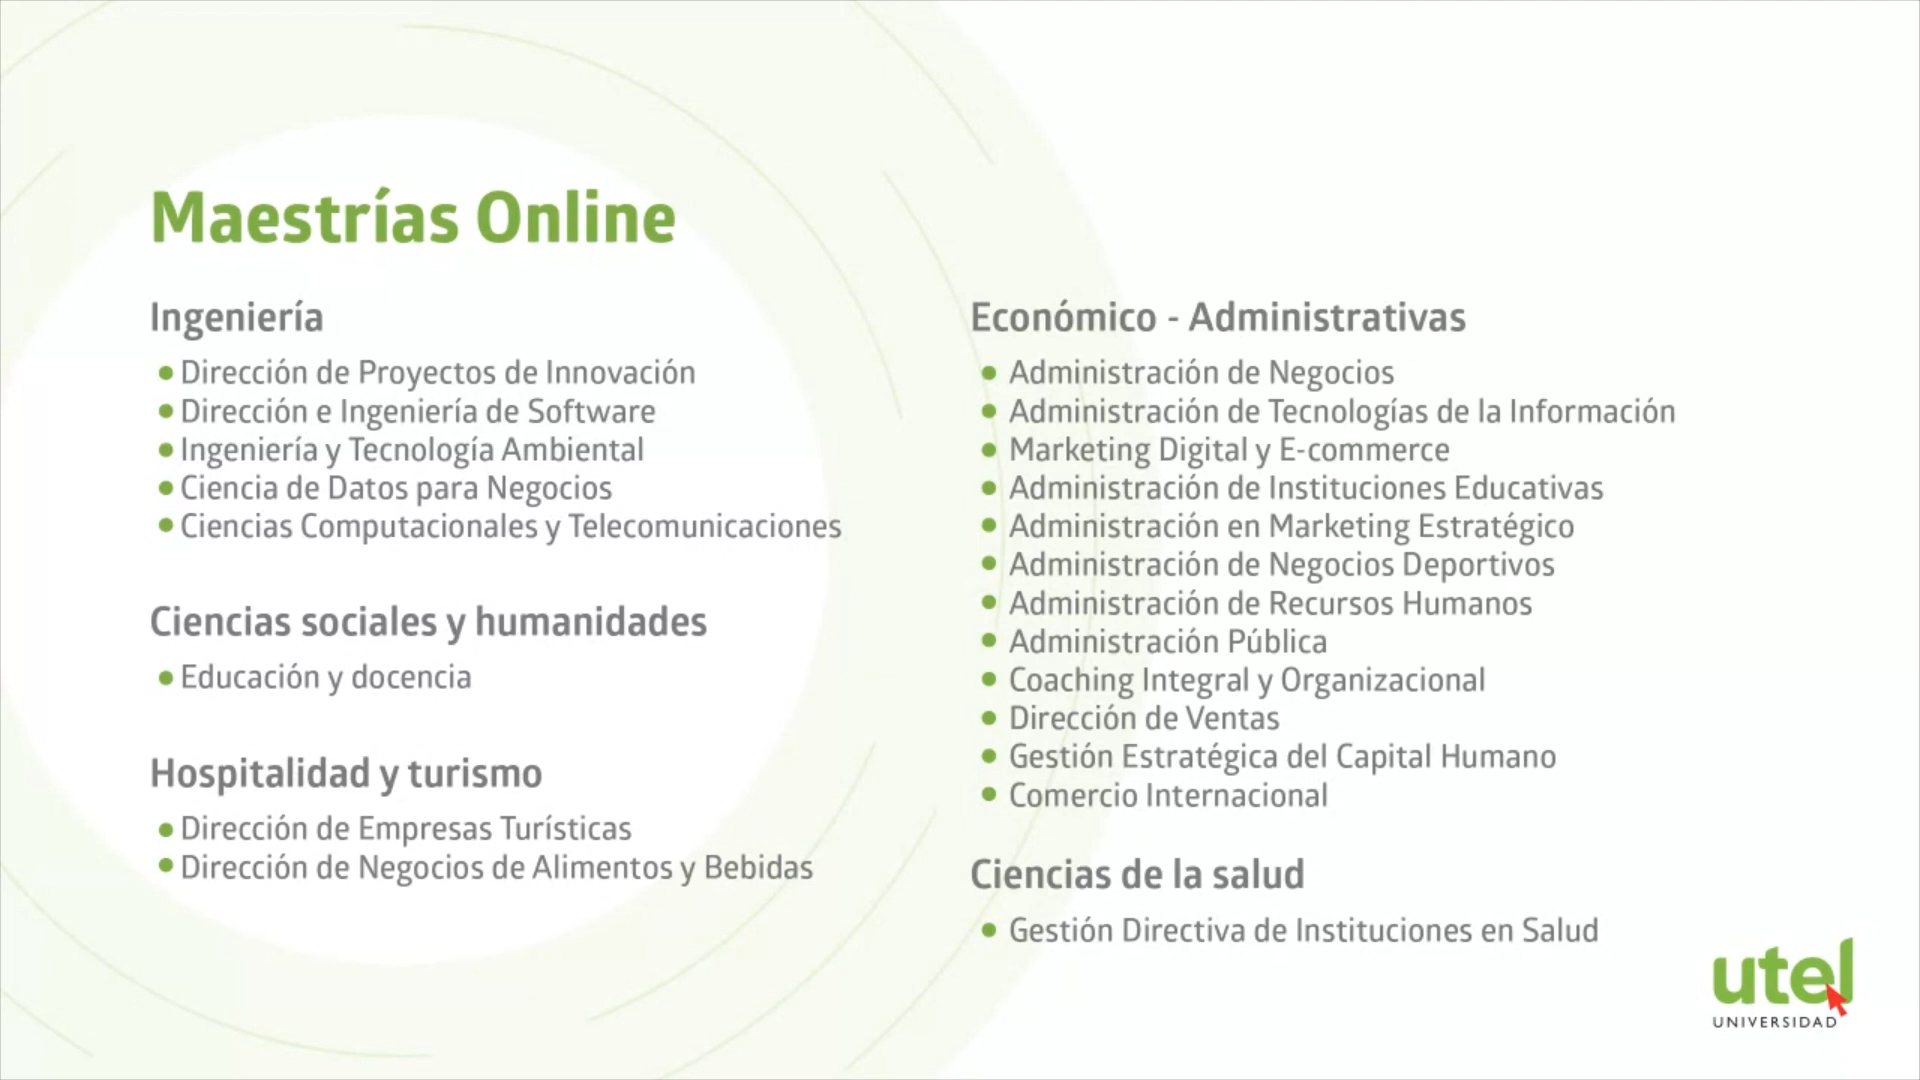 Maestrías Online
Ingeniería
Dirección de Proyectos de Innovación
Dirección e Ingeniería de Software
Ingeniería y Tecnología Ambiental
Ciencia de Datos para Negocios
Ciencias Computacionales y Telecomunicaciones
Ciencias sociales y humanidades
Educación y docencia
Hospitalidad y turismo
Dirección de Empresas Turísticas
Dirección de Negocios de Alimentos y Bebidas
Económico - Administrativas
Administración de Negocios
Administración de Tecnologías de la Información
Marketing Digital y E-commerce
Administración de Instituciones Educativas
Administración en Marketing Estratégico
Administración de Negocios Deportivos
Administración de Recursos Humanos
Administración Pública
Coaching Integral y Organizacional
Dirección de Ventas
Gestión Estratégica del Capital Humano
Comercio Internacional
Ciencias de la salud
Gestión Directiva de Instituciones en Salud
utel
UNIVERSIDAD